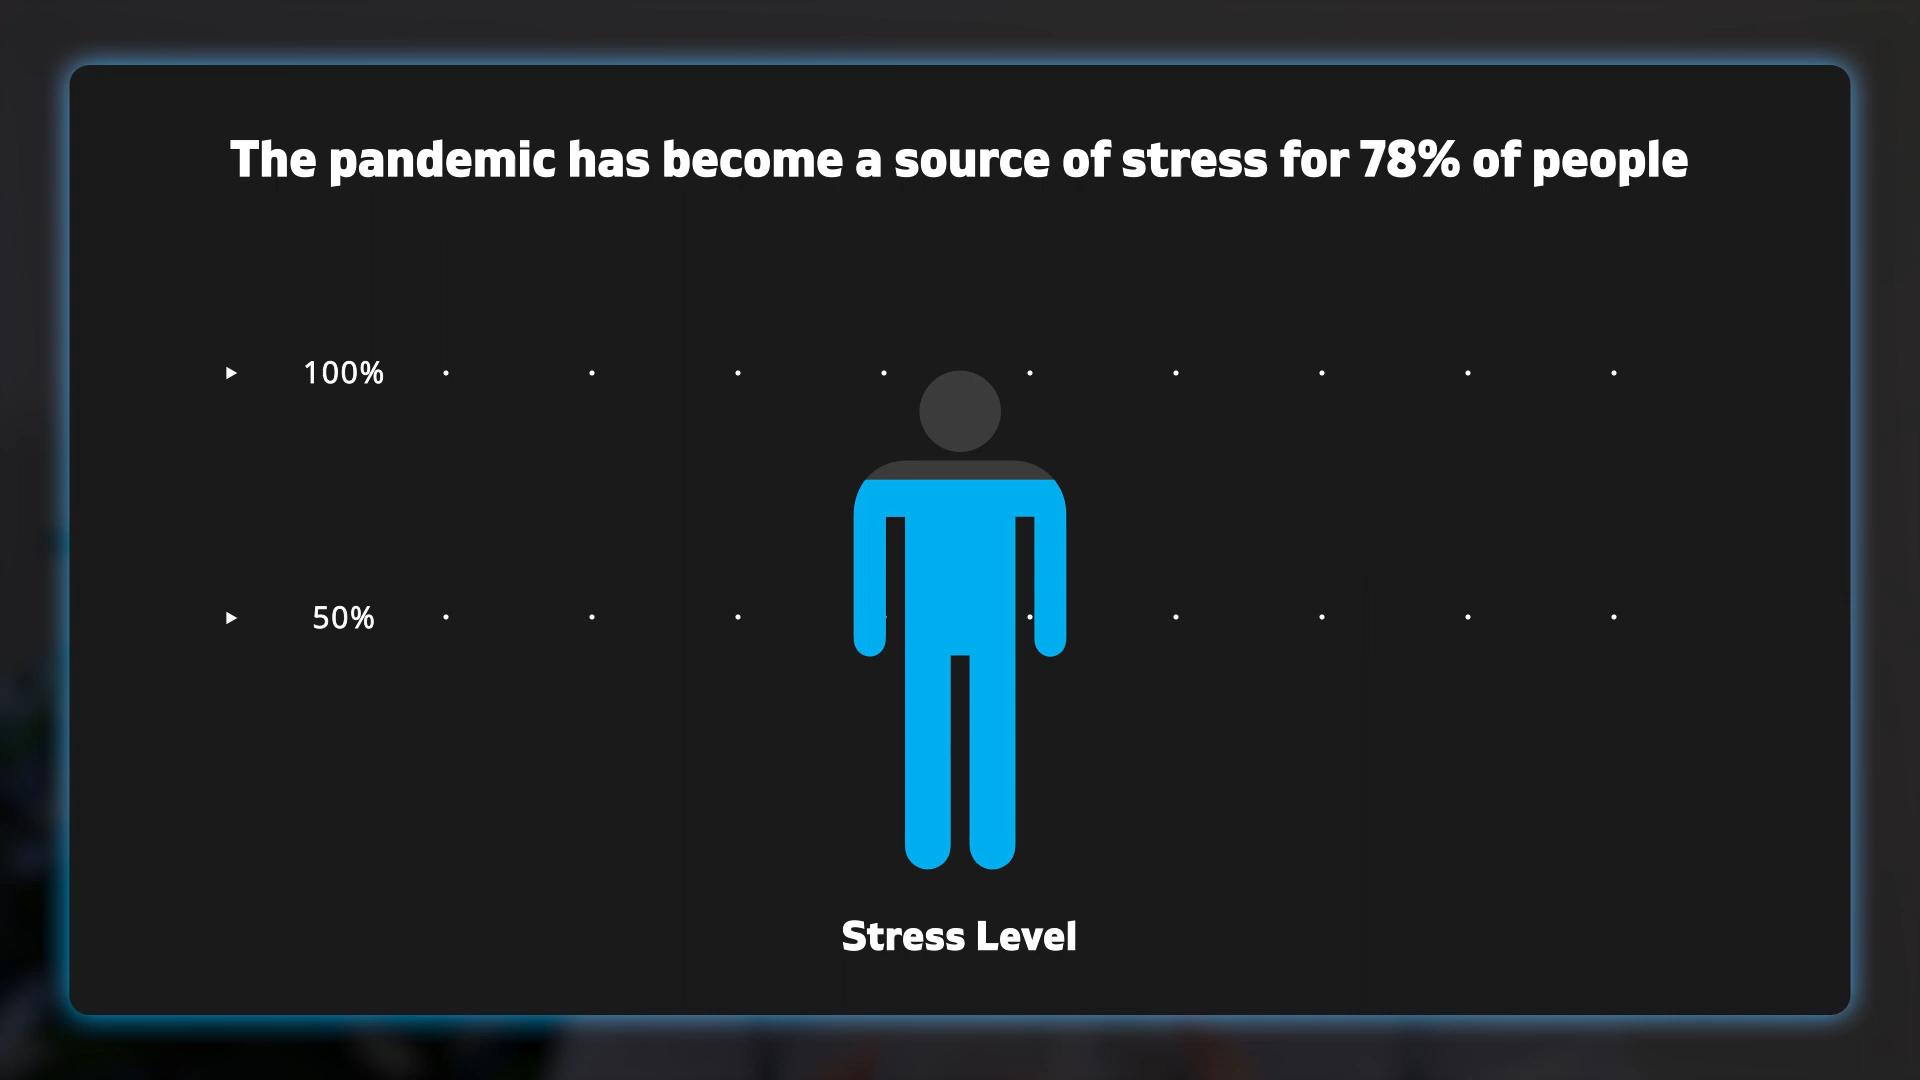 The pandemic has become a source of stress for 78% of people
100%
50%
Stress Level